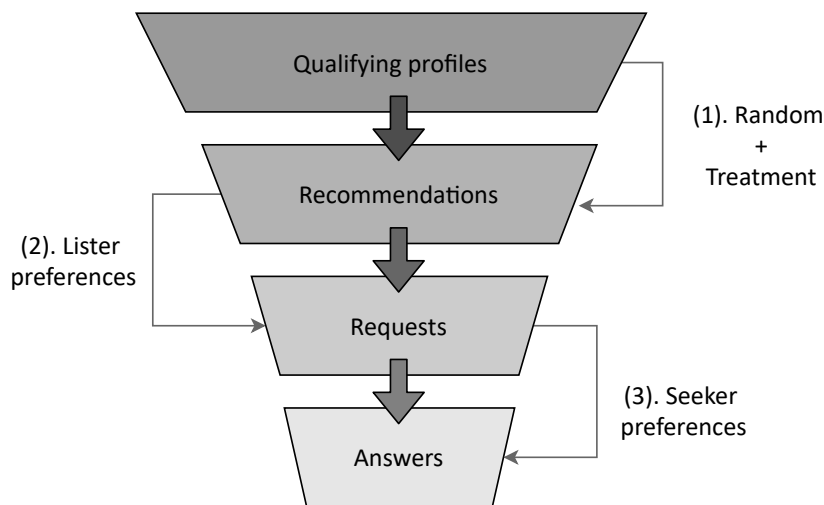 Qualifying profiles
(1). Random
+
Treatment
Recommendations
(2). Lister
preferences
Requests
(3). Seeker
preferences
Answers